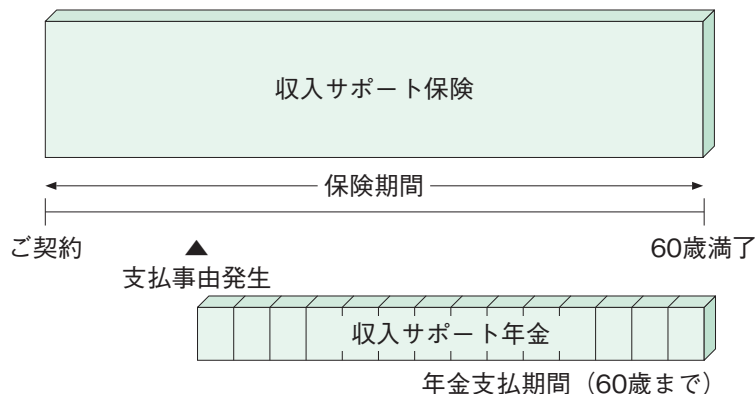 収入サポート保険
保険期間
ご契約
60歳満了
支払事由発生
収入サポート年金
年金支払期間（60歳まで）